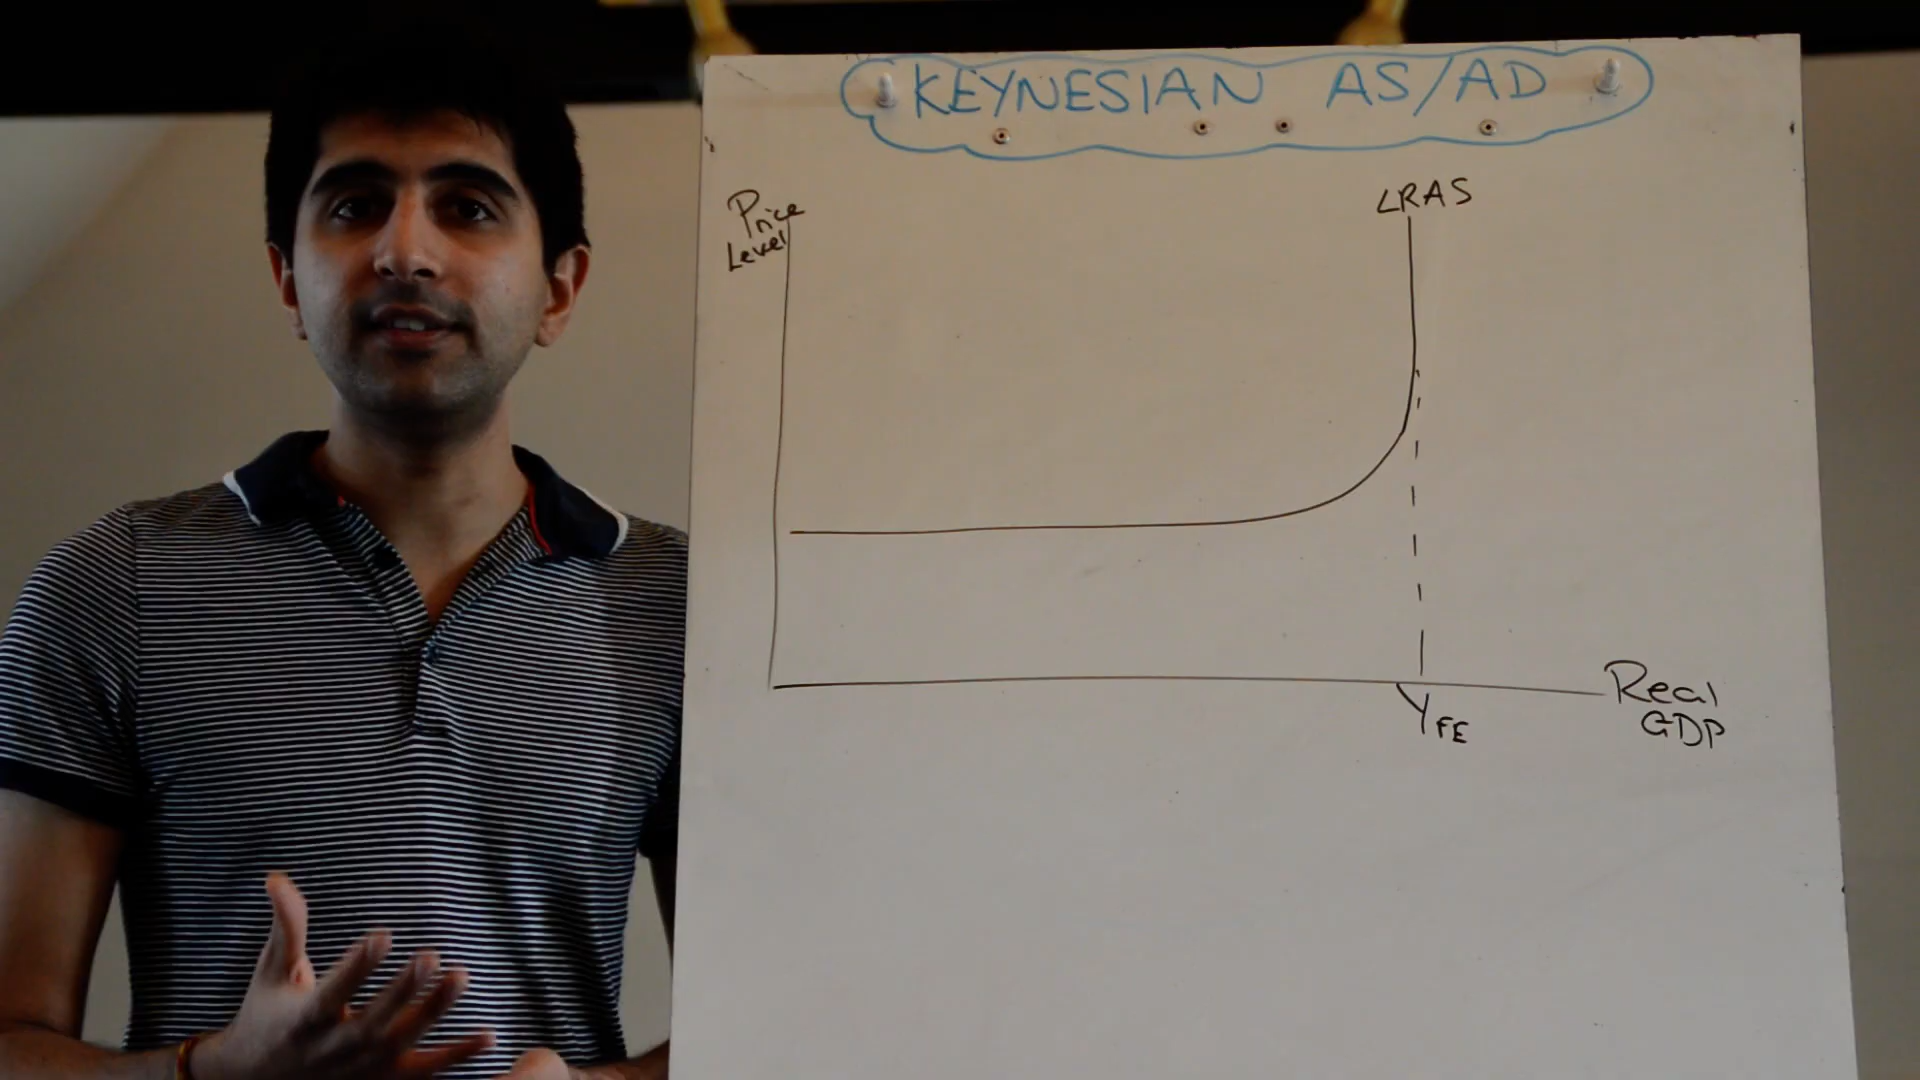 KEYNESIAN AS/AD
Price
Level
LRAS
Real
GDP
YFE